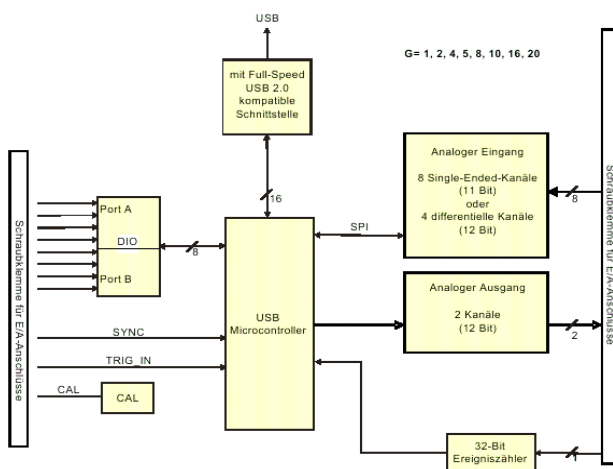 USB
G= 1, 2, 4, 5, 8, 10, 16, 20
mit Full-Speed
USB 2.0
kompatible
Schnittstelle
16
Analoger Eingang
8 Single-Ended-Kanäle
(11 Bit)
oder
4 differentielle Kanäle
(12 Bit)
8
SPI
Schraubklemme für E/A-Anschlüsse
Port A
DIO
Port B
8
USB
Microcontroller
Analoger Ausgang
2 Kanäle
(12 Bit)
2
SYNC
TRIG_IN
CAL
CAL
32-Bit
Ereigniszähler
1
Schraubklemme für E/A-Anschlüsse